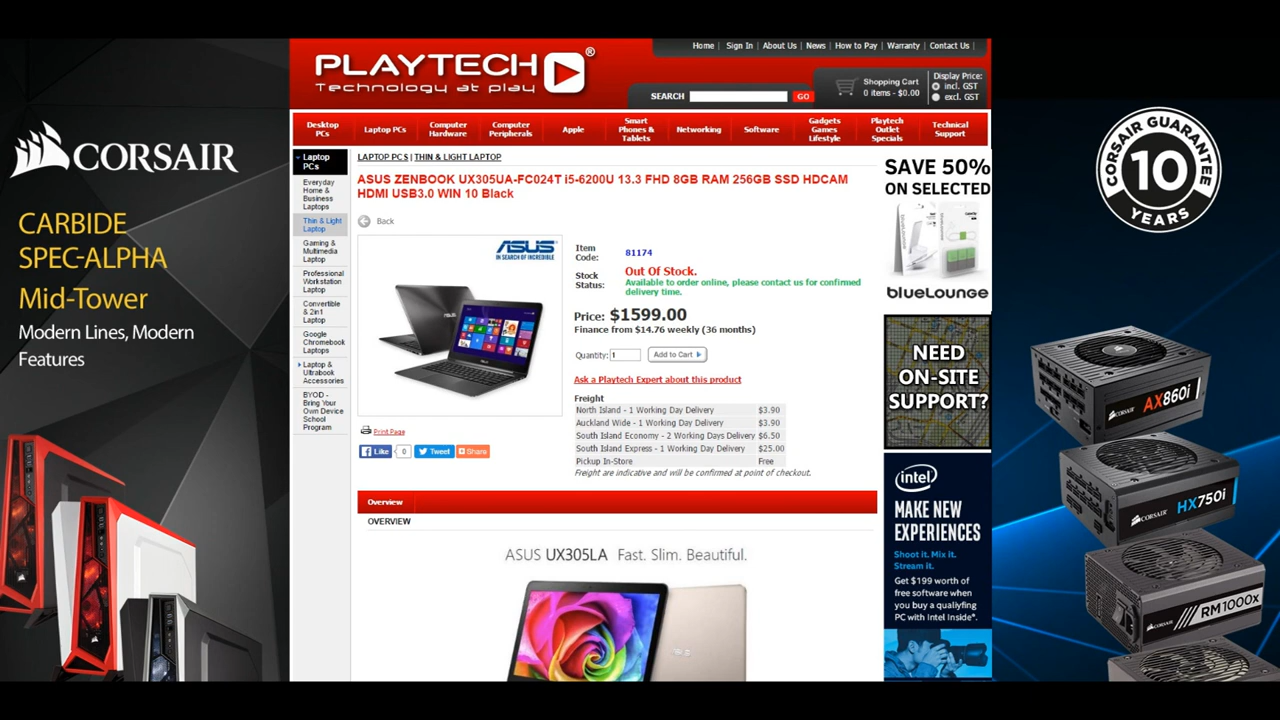 CORSAIR
CARBIDE
SPEC-ALPHA
Mid-Tower
Modern Lines, Modern
Features
PLAYTECH®
Technology at play
Home | Sign In | About Us | News | How to Pay | Warranty | Contact Us |
SEARCH
GO
Shopping Cart
0 items - $0.00
Display Price:
incl. GST
excl. GST
Desktop
PCs
Laptop PCs
Computer
Hardware
Computer
Peripherals
Apple
Smart
Phones &
Tablets
Networking
Software
Gadgets
Games
Lifestyle
Playtech
Outlet
Specials
Technical
Support
Laptop
PCs
Everyday
Home &
Business
Laptops
Thin & Light
Laptop
Gaming &
Multimedia
Laptop
Professional
Workstation
Laptop
Convertible
& 2in1
Laptop
Google
Chromebook
Laptops
Laptop &
Ultrabook
Accessories
BYOD -
Bring Your
Own Device
School
Program
LAPTOP PCS | THIN & LIGHT LAPTOP
ASUS ZENBOOK UX305UA-FC024T i5-6200U 13.3 FHD 8GB RAM 256GB SSD HDCAM
HDMI USB3.0 WIN 10 Black
Back
ASUS
IN SEARCH OF INCREDIBLE
Print Page
Like
0
Tweet
Share
Item
Code:
81174
Stock
Status:
Out Of Stock.
Available to order online, please contact us for confirmed
delivery time.
Price: $1599.00
Finance from $14.76 weekly (36 months)
Quantity: 1
Add to Cart
Ask a Playtech Expert about this product
Freight
North Island - 1 Working Day Delivery $3.90
Auckland Wide - 1 Working Day Delivery $3.90
South Island Economy - 2 Working Days Delivery $6.50
South Island Express - 1 Working Day Delivery $25.00
Pickup In-Store Free
Freight are indicative and will be confirmed at point of checkout.
Overview
OVERVIEW
ASUS UX305LA Fast. Slim. Beautiful.
SAVE 50%
ON SELECTED
blueLounge
NEED
ON-SITE
SUPPORT?
intel
MAKE NEW
EXPERIENCES
Shoot it. Mix it.
Stream it.
Get $199 worth of
free software when
you buy a qualiyfing
PC with Intel Inside®.
CORSAIR GUARANTEE
10
YEARS
CORSAIR AX860i
CORSAIR HX750i
CORSAIR RM1000x